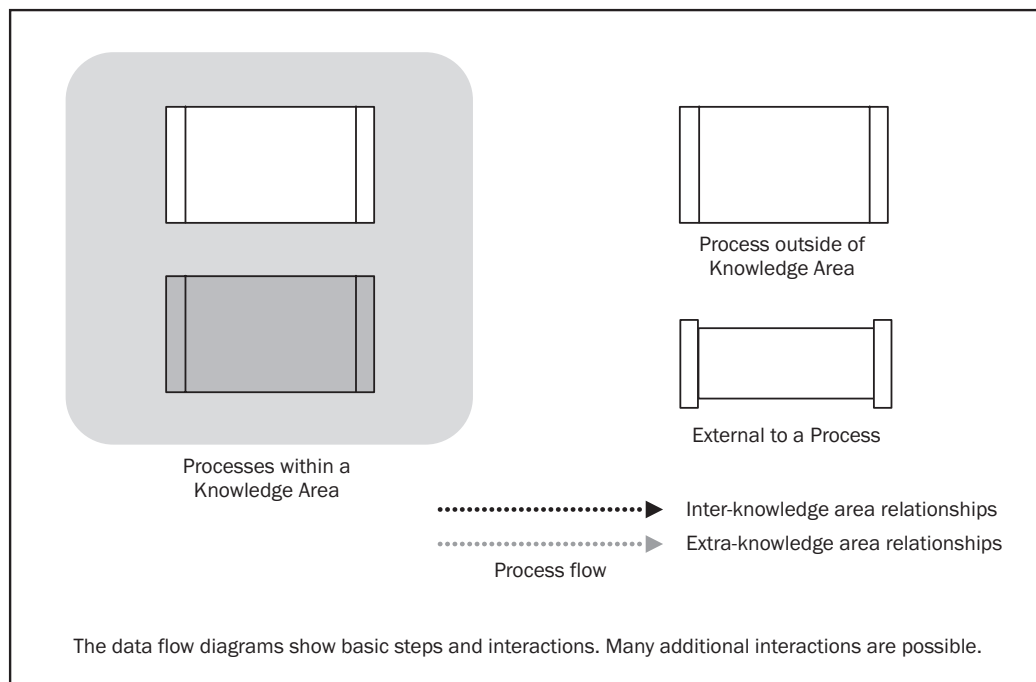 Process outside of
Knowledge Area
External to a Process
Processes within a
Knowledge Area
Inter-knowledge area relationships
Extra-knowledge area relationships
Process flow
The data flow diagrams show basic steps and interactions. Many additional interactions are possible.